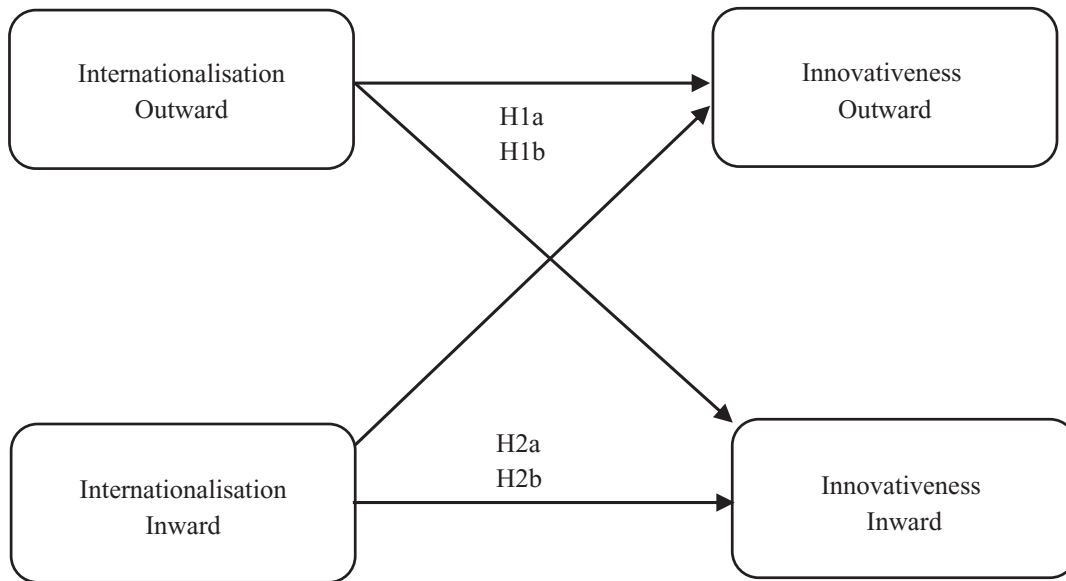 Internationalisation
Outward
Innovativeness
Outward
H1a
H1b
H2a
H2b
Internationalisation
Inward
Innovativeness
Inward